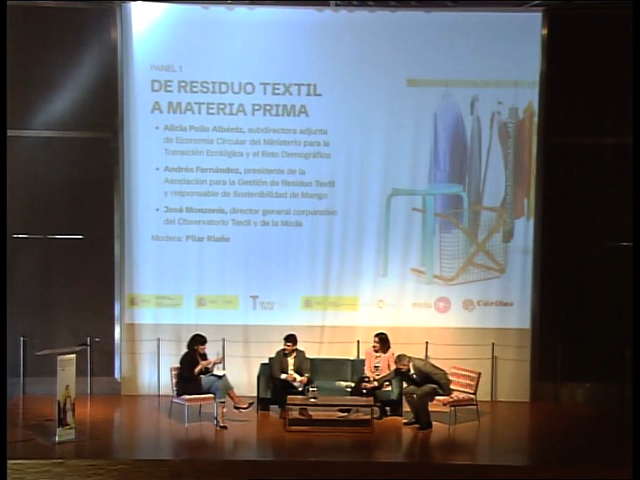 PANEL 1
DE RESIDUO TEXTIL
A MATERIA PRIMA
• Alicia Pollo Albéniz, subdirectora adjunta
de Economía Circular del Ministerio para la
Transición Ecológica y el Reto Demográfico
• Andrés Fernández, presidente de la
Asociación para la Gestión de Residuo Textil
y responsable de Sostenibilidad de Mango
• José Monzonís, director general corporativo
del Observatorio Textil y de la Moda
Modera: Pilar Riaño
moda
Cáritas